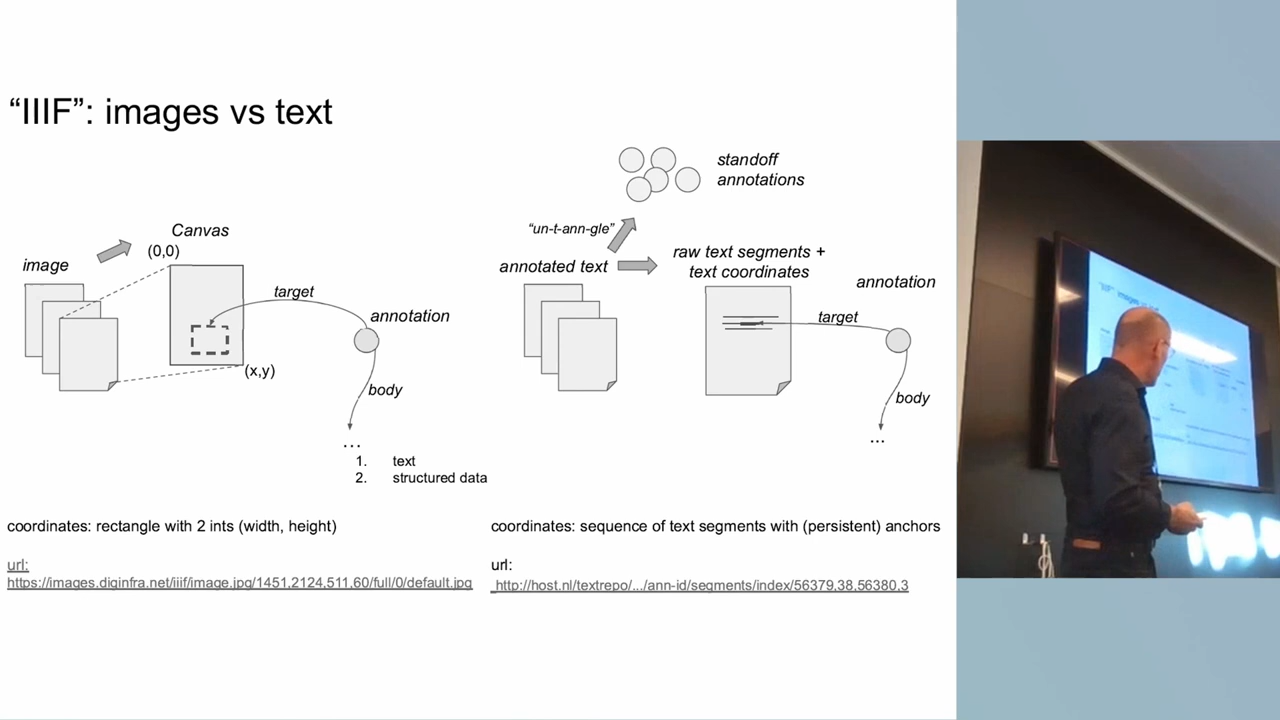 “IIIF”: images vs text
standoff
annotations
“un-t-ann-gle”
Canvas
(0,0)
image
annotated text
raw text segments +
text coordinates
annotation
target
annotation
target
(x,y)
body
body
...
...
1. text
2. structured data
coordinates: rectangle with 2 ints (width, height)
coordinates: sequence of text segments with (persistent) anchors
url:
https://images.diginfra.net/iiif/image.jpg/1451,2124,511,60/full/0/default.jpg
url:
http://host.nl/textrepo/.../ann-id/segments/index/56379,38,56380,3